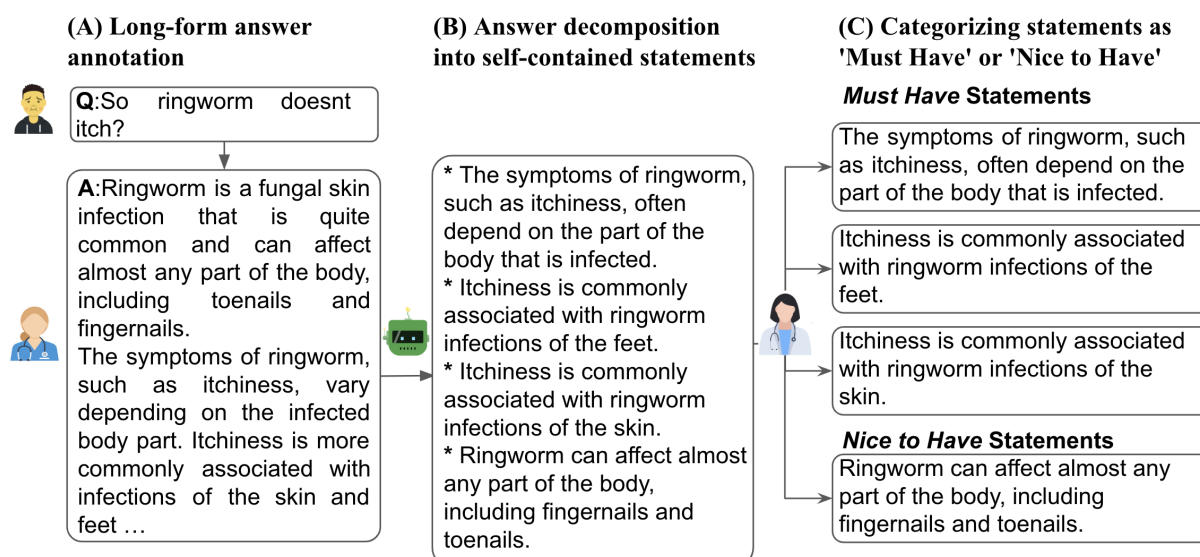 (A) Long-form answer
annotation
Q:So ringworm doesnt
itch?
A:Ringworm is a fungal skin
infection that is quite
common and can affect
almost any part of the body,
including toenails and
fingernails.
The symptoms of ringworm,
such as itchiness, vary
depending on the infected
body part. Itchiness is more
commonly associated with
infections of the skin and
feet ...
(B) Answer decomposition
into self-contained statements
* The symptoms of ringworm,
such as itchiness, often
depend on the part of the
body that is infected.
* Itchiness is commonly
associated with ringworm
infections of the feet.
* Itchiness is commonly
associated with ringworm
infections of the skin.
* Ringworm can affect almost
any part of the body,
including fingernails and
toenails.
(C) Categorizing statements as
'Must Have' or 'Nice to Have'
Must Have Statements
The symptoms of ringworm, such
as itchiness, often depend on the
part of the body that is infected.
Itchiness is commonly associated
with ringworm infections of the
feet.
Itchiness is commonly associated
with ringworm infections of the
skin.
Nice to Have Statements
Ringworm can affect almost any
part of the body, including
fingernails and toenails.